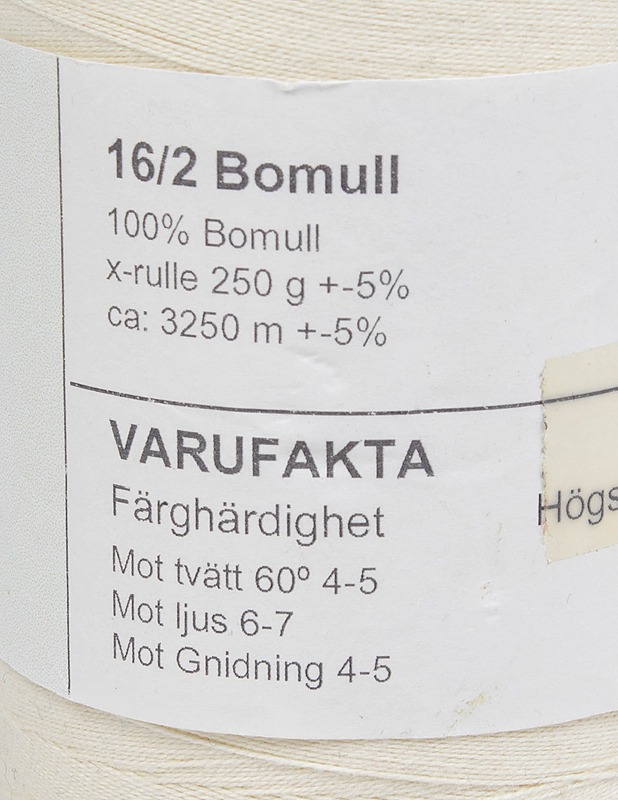 16/2 Bomull
100% Bomull
x-rulle 250 g +-5%
ca: 3250 m +-5%
VARUFAKTA
Färghärdighet
Mot tvätt 60º 4-5
Mot ljus 6-7
Mot Gnidning 4-5